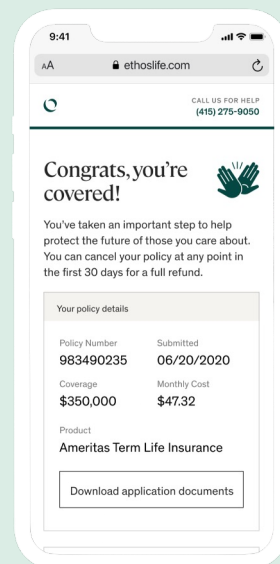 9:41
AA ethoslife.com
CALL US FOR HELP
(415) 275-9050
Congrats, you're
covered!
You've taken an important step to help
protect the future of those you care about.
You can cancel your policy at any point in
the first 30 days for a full refund.
Your policy details
Policy Number Submitted
983490235 06/20/2020
Coverage Monthly Cost
$350,000 $47.32
Product
Ameritas Term Life Insurance
Download application documents